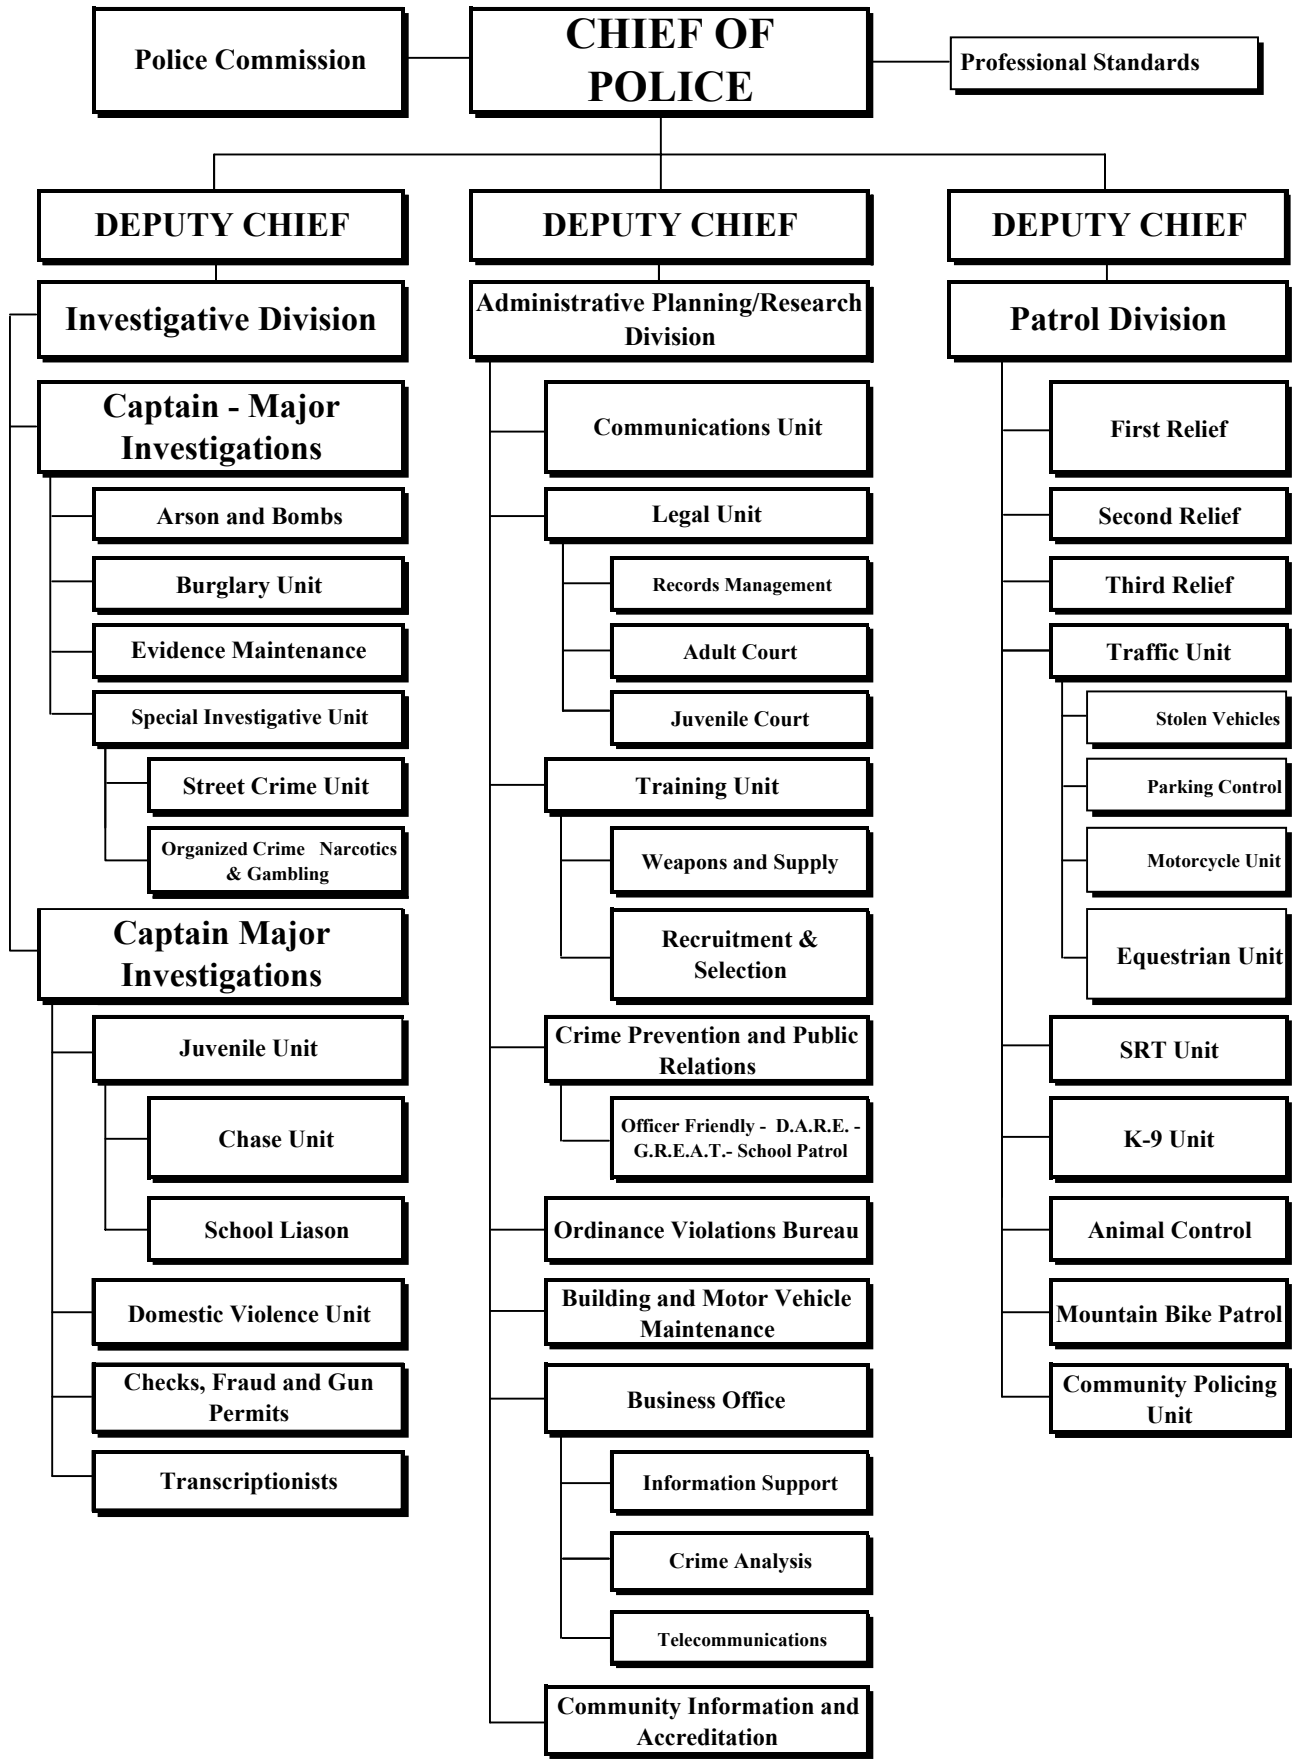 Police Commission
CHIEF OF
POLICE
Professional Standards
DEPUTY CHIEF
DEPUTY CHIEF
DEPUTY CHIEF
Investigative Division
Captain - Major
Investigations
Arson and Bombs
Burglary Unit
Evidence Maintenance
Special Investigative Unit
Street Crime Unit
Organized Crime Narcotics
& Gambling
Captain Major
Investigations
Juvenile Unit
Chase Unit
School Liason
Domestic Violence Unit
Checks, Fraud and Gun
Permits
Transcriptionists
Administrative Planning/Research
Division
Communications Unit
Legal Unit
Records Management
Adult Court
Juvenile Court
Training Unit
Weapons and Supply
Recruitment &
Selection
Crime Prevention and Public
Relations
Officer Friendly - D.A.R.E. -
G.R.E.A.T.- School Patrol
Ordinance Violations Bureau
Building and Motor Vehicle
Maintenance
Business Office
Information Support
Crime Analysis
Telecommunications
Community Information and
Accreditation
Patrol Division
First Relief
Second Relief
Third Relief
Traffic Unit
Stolen Vehicles
Parking Control
Motorcycle Unit
Equestrian Unit
SRT Unit
K-9 Unit
Animal Control
Mountain Bike Patrol
Community Policing
Unit